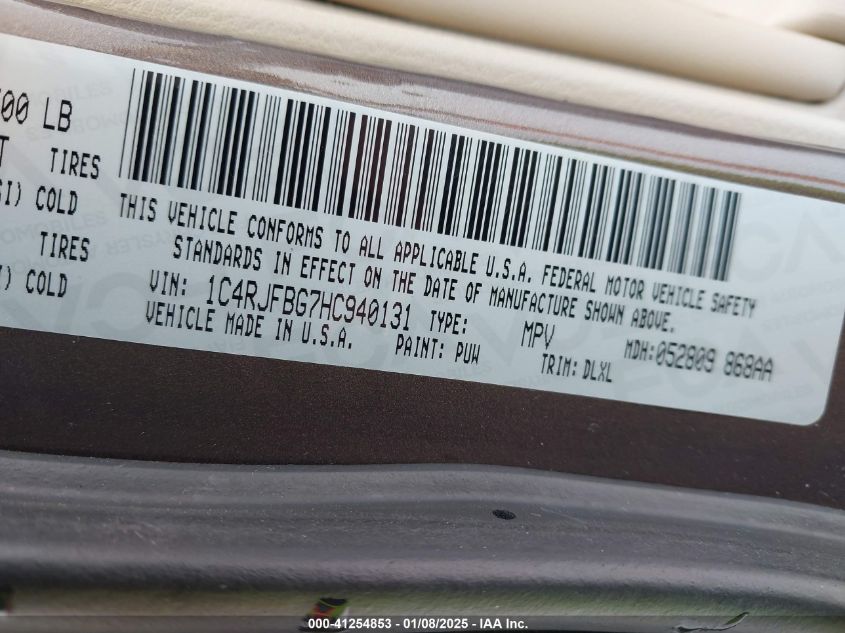 00 LB
T TIRES
SI) COLD
TIRES
SI) COLD
THIS VEHICLE CONFORMS TO ALL APPLICABLE U.S.A. FEDERAL MOTOR VEHICLE SAFETY
STANDARDS IN EFFECT ON THE DATE OF MANUFACTURE SHOWN ABOVE.
VIN: 1C4RJFBG7HC940131 TYPE: MPV MDH:052809 868AA
VEHICLE MADE IN U.S.A. PAINT: PUW TRIM: DLXL
000-41254853 - 01/08/2025 - IAA Inc.